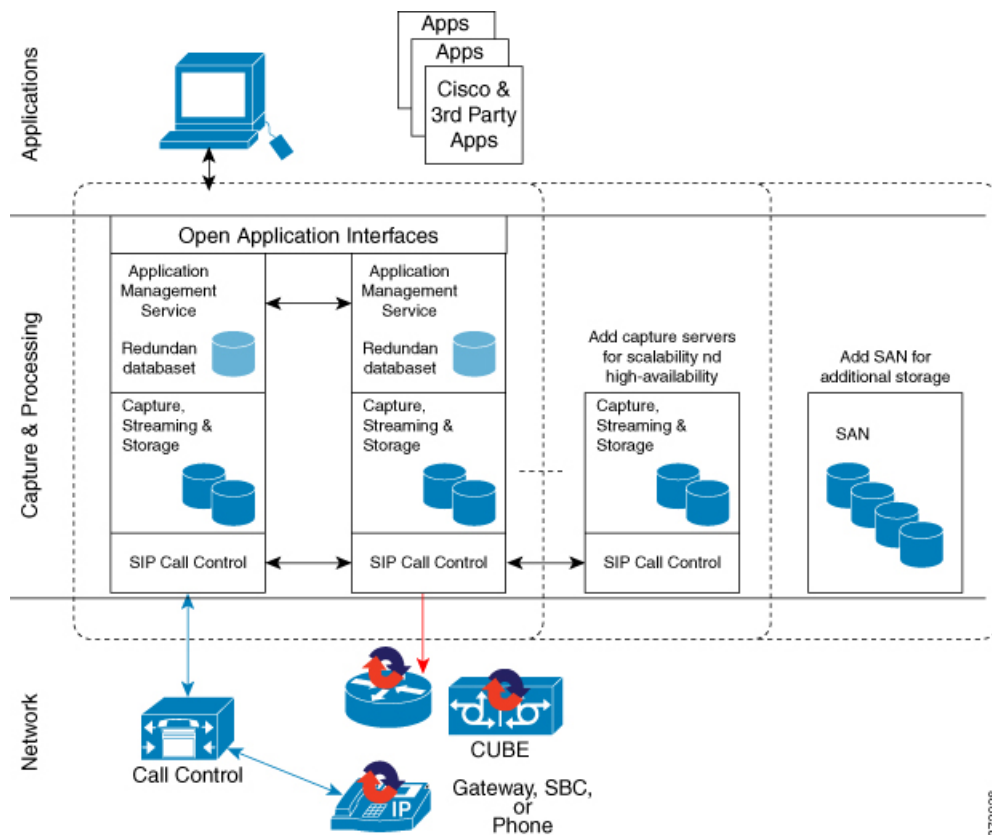 Applications
Apps
Apps
Cisco &
3rd Party
Apps
Capture & Processing
Open Application Interfaces
Application
Management
Service
Redundan
databaset
Capture,
Streaming &
Storage
SIP Call Control
Application
Management
Service
Redundan
databaset
Capture,
Streaming &
Storage
SIP Call Control
Add capture servers
for scalability nd
high-availability
Capture,
Streaming &
Storage
SIP Call Control
Add SAN for
additional storage
SAN
Network
Call Control
IP
CUBE
Gateway, SBC,
or
Phone